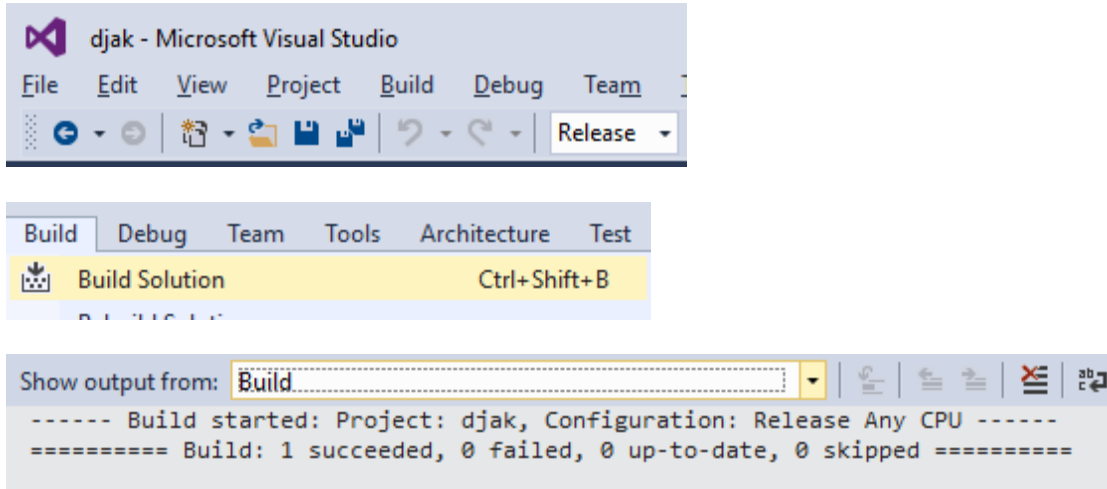 djak - Microsoft Visual Studio
File Edit View Project Build Debug Team
Release
Build Debug Team Tools Architecture Test
Build Solution Ctrl+Shift+B
Show output from: Build
------ Build started: Project: djak, Configuration: Release Any CPU ------
========== Build: 1 succeeded, 0 failed, 0 up-to-date, 0 skipped ==========